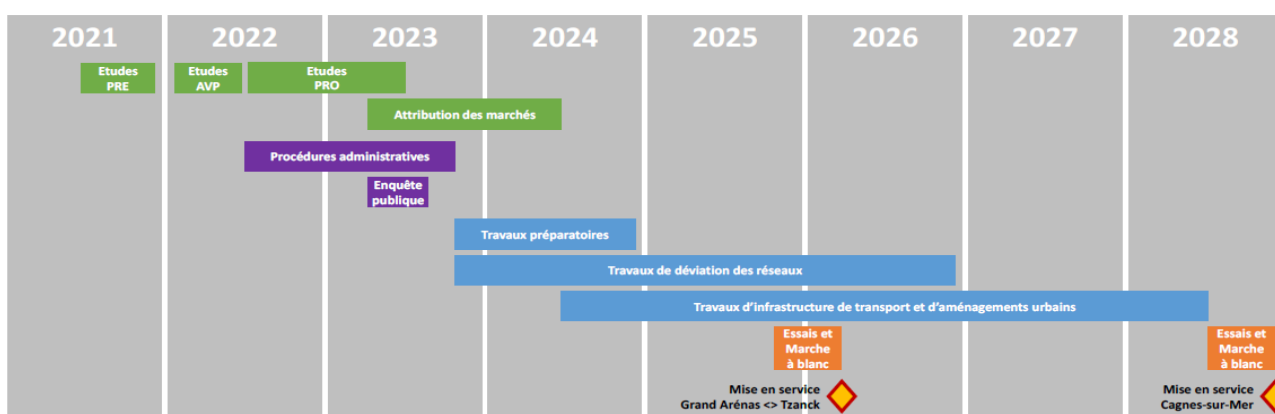 2021 2022 2023 2024 2025 2026 2027 2028
Etudes
PRE
Etudes
AVP
Etudes
PRO
Attribution des marchés
Procédures administratives
Enquête
publique
Travaux préparatoires
Travaux de déviation des réseaux
Travaux d’infrastructure de transport et d’aménagements urbains
Essais et
Marche
à blanc
Essais et
Marche
à blanc
Mise en service
Grand Arénas <> Tzanck
Mise en service
Cagnes-sur-Mer